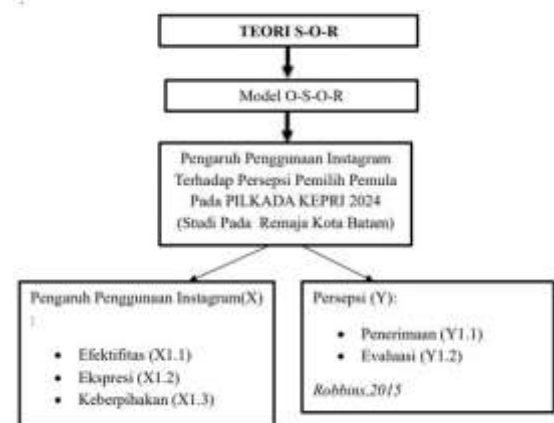 TEORI S-O-R
Model O-S-O-R
Pengaruh Penggunaan Instagram
Terhadap Persepsi Pemilih Pemula
Pada PILKADA KEPRI 2024
(Studi Pada Remaja Kota Batam)
Pengaruh Penggunaan Instagram(X)
:
• Efektifitas (X1.1)
• Ekspresi (X1.2)
• Keberpihakan (X1.3)
Persepsi (Y):
• Penerimaan (Y1.1)
• Evaluasi (Y1.2)
Robbins,2015